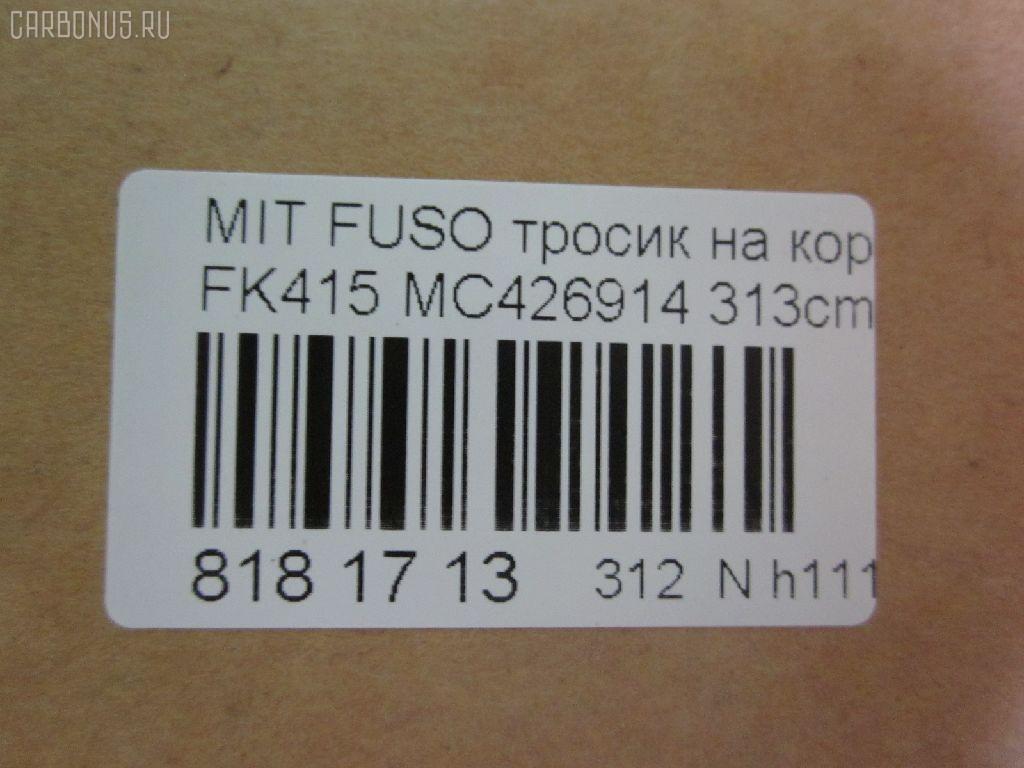 CARBONUS.RU
MIT FUSO тросик на кор
FK415 MC426914 313cm
818 17 13 312 N h111